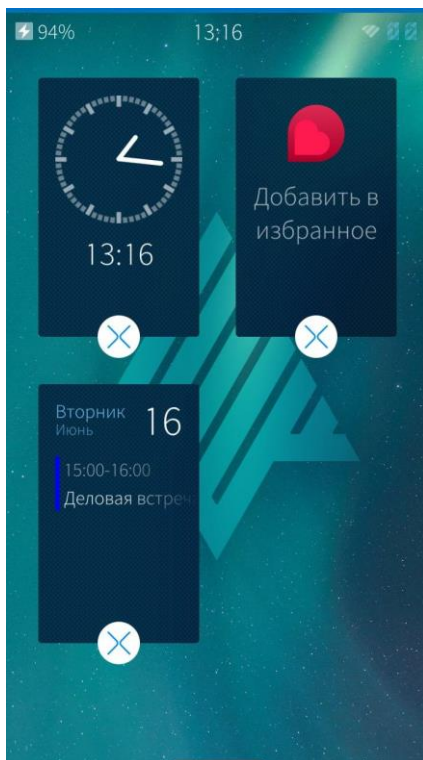 94%
13:16
13:16
Добавить в
избранное
Вторник
Июнь
16
15:00-16:00
Деловая встреч